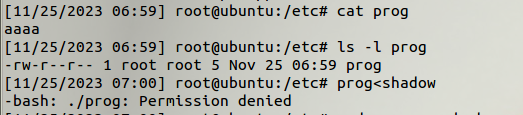 [11/25/2023 06:59] root@ubuntu:/etc# cat prog
aaaa
[11/25/2023 06:59] root@ubuntu:/etc# ls -l prog
-rw-r--r-- 1 root root 5 Nov 25 06:59 prog
[11/25/2023 07:00] root@ubuntu:/etc# prog<shadow
-bash: ./prog: Permission denied